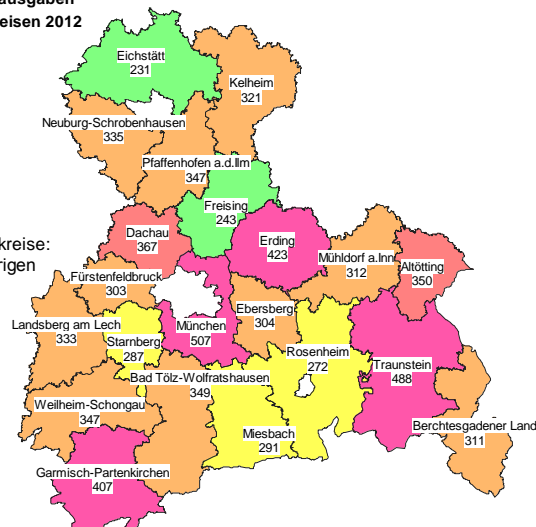 ausgaben
eisen 2012
Eichstätt
231
Kelheim
321
Neuburg-Schrobenhausen
335
Pfaffenhofen a.d.Ilm
347
Freising
243
Dachau
367
Erding
423
kreise:
rigen
Mühldorf a.Inn
312
Altötting
350
Fürstenfeldbruck
303
Ebersberg
304
Landsberg am Lech
333
Starnberg
287
München
507
Rosenheim
272
Traunstein
488
Bad Tölz-Wolfratshausen
349
Weilheim-Schongau
347
Miesbach
291
Berchtesgadener Land
311
Garmisch-Partenkirchen
407